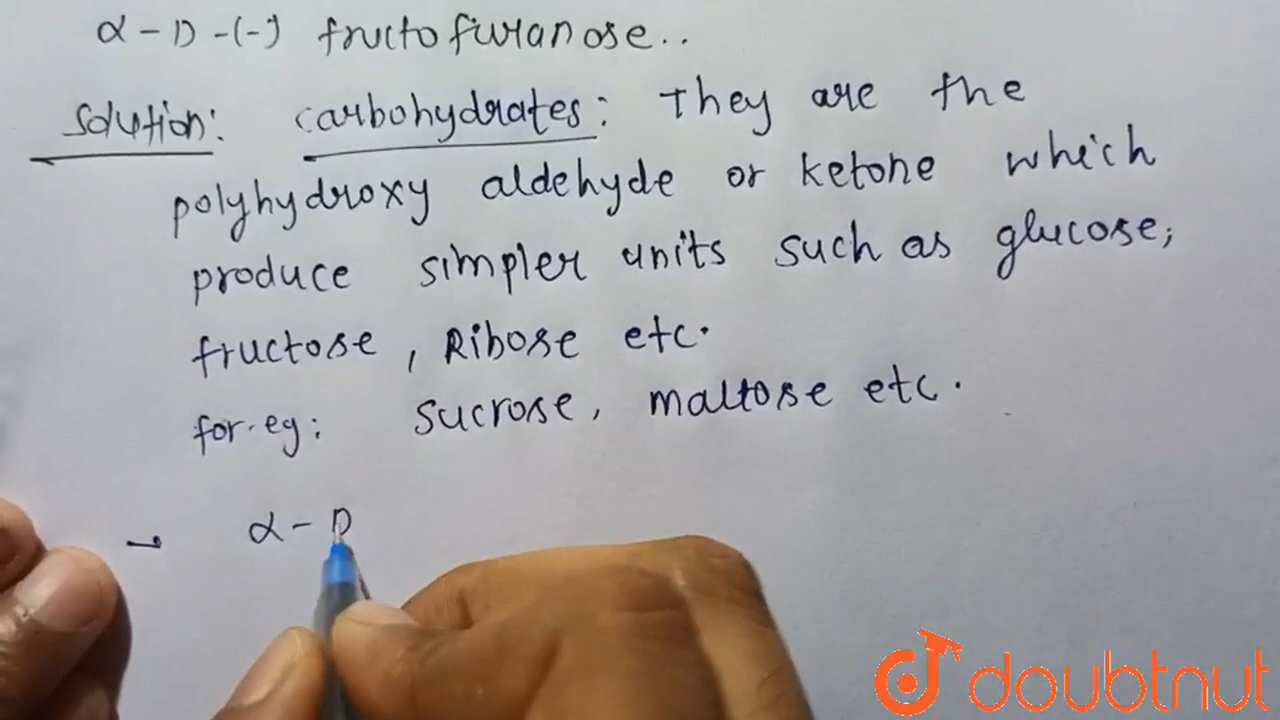 α - D - (-) fructofuranose..
Solution: carbohydrates: They are the
polyhydroxy aldehyde or ketone which
produce simpler units such as glucose,
fructose, Ribose etc.
for.eg: sucrose, maltose etc.
→ α - D
doubtnut